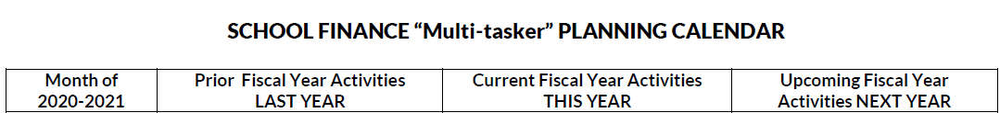 SCHOOL FINANCE “Multi-tasker” PLANNING CALENDAR
Month of 2020-2021
Prior Fiscal Year Activities LAST YEAR
Current Fiscal Year Activities THIS YEAR
Upcoming Fiscal Year Activities NEXT YEAR